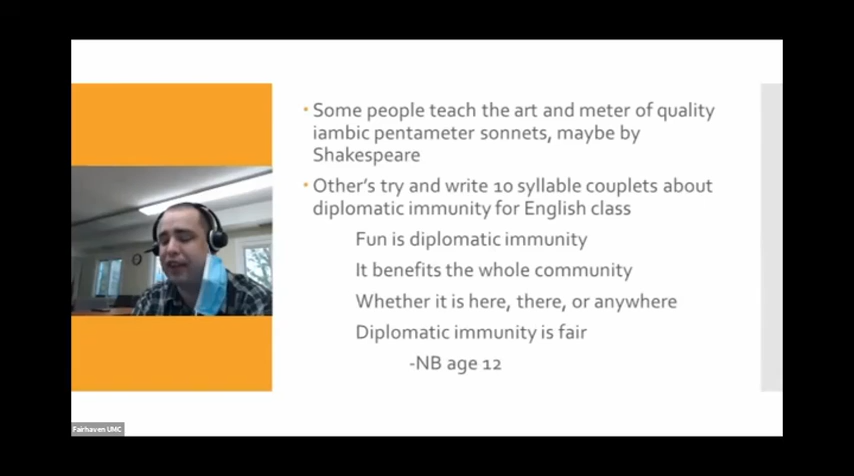 Some people teach the art and meter of quality
iambic pentameter sonnets, maybe by
Shakespeare
Other's try and write 10 syllable couplets about
diplomatic immunity for English class
Fun is diplomatic immunity
It benefits the whole community
Whether it is here, there, or anywhere
Diplomatic immunity is fair
-NB age 12
Fairhaven UMC